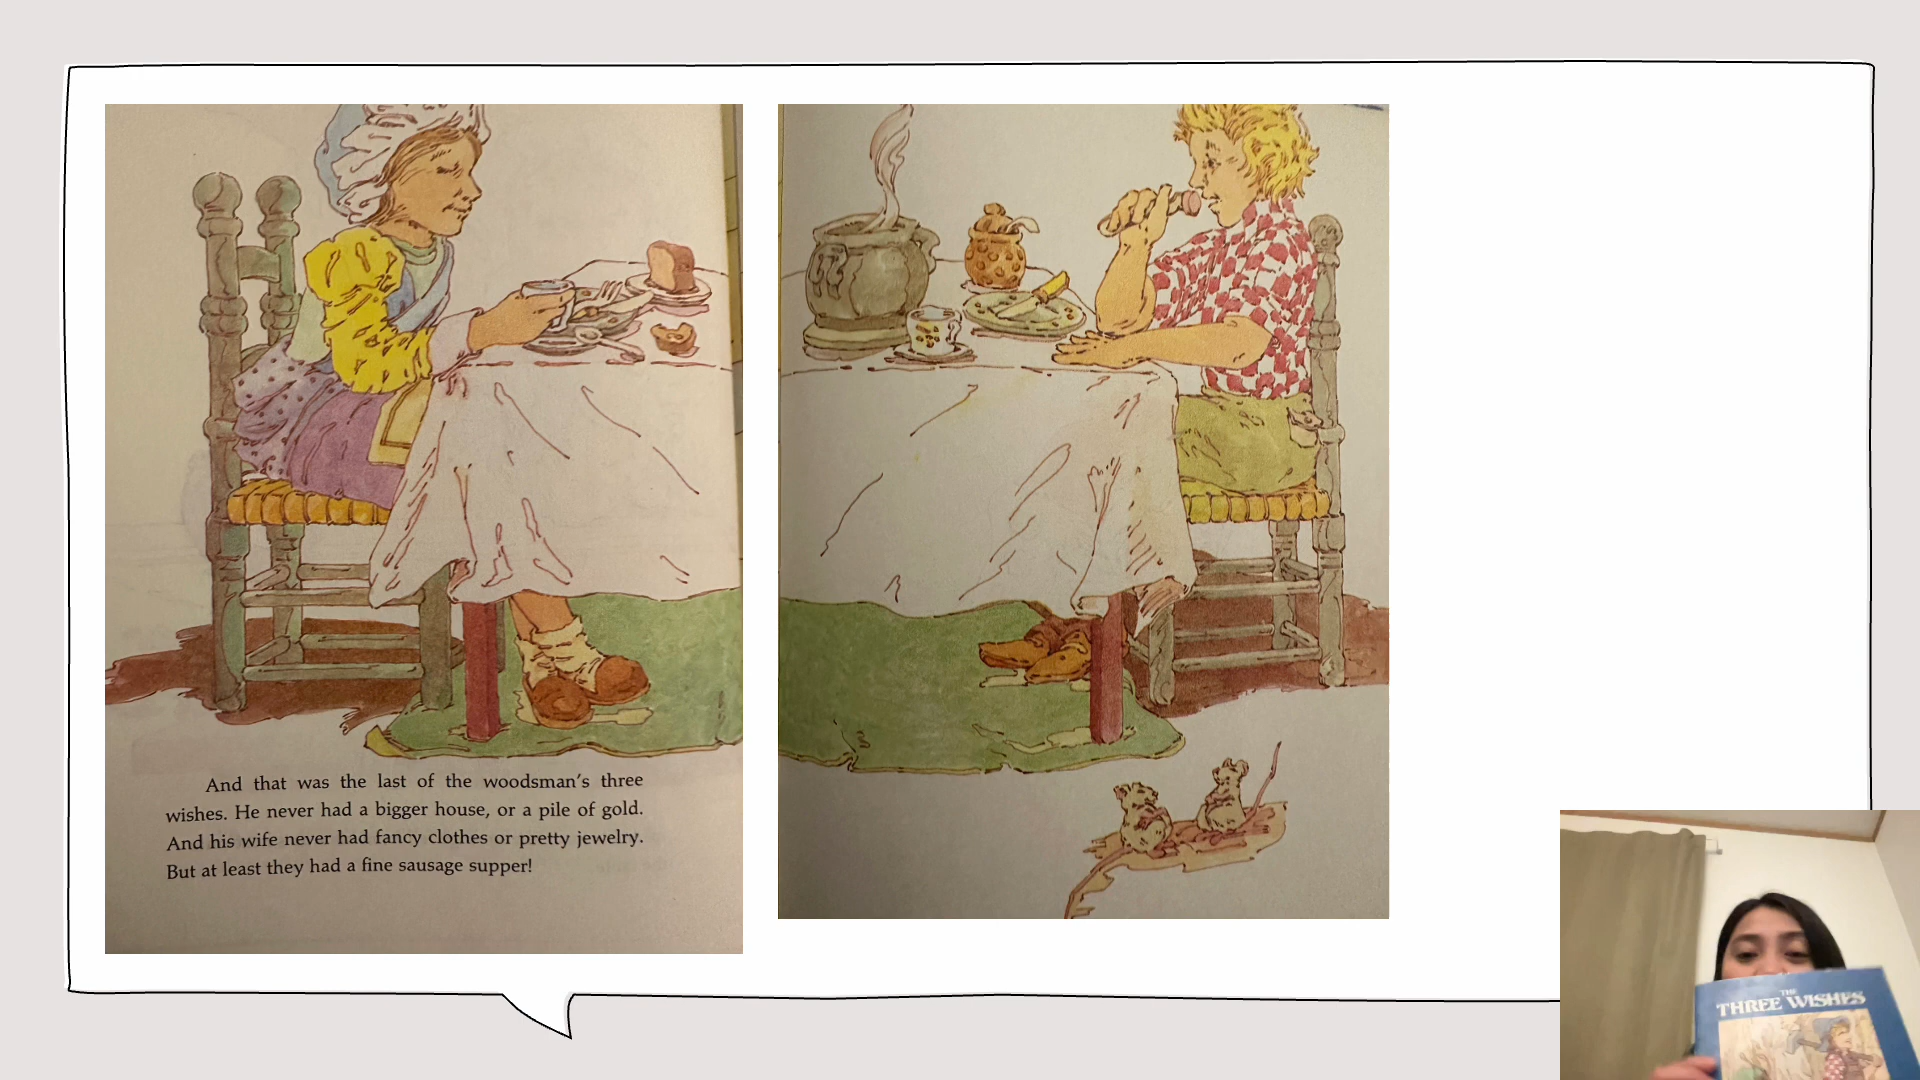 And that was the last of the woodsman's three
wishes. He never had a bigger house, or a pile of gold.
And his wife never had fancy clothes or pretty jewelry.
But at least they had a fine sausage supper!
THE
THREE WISHES